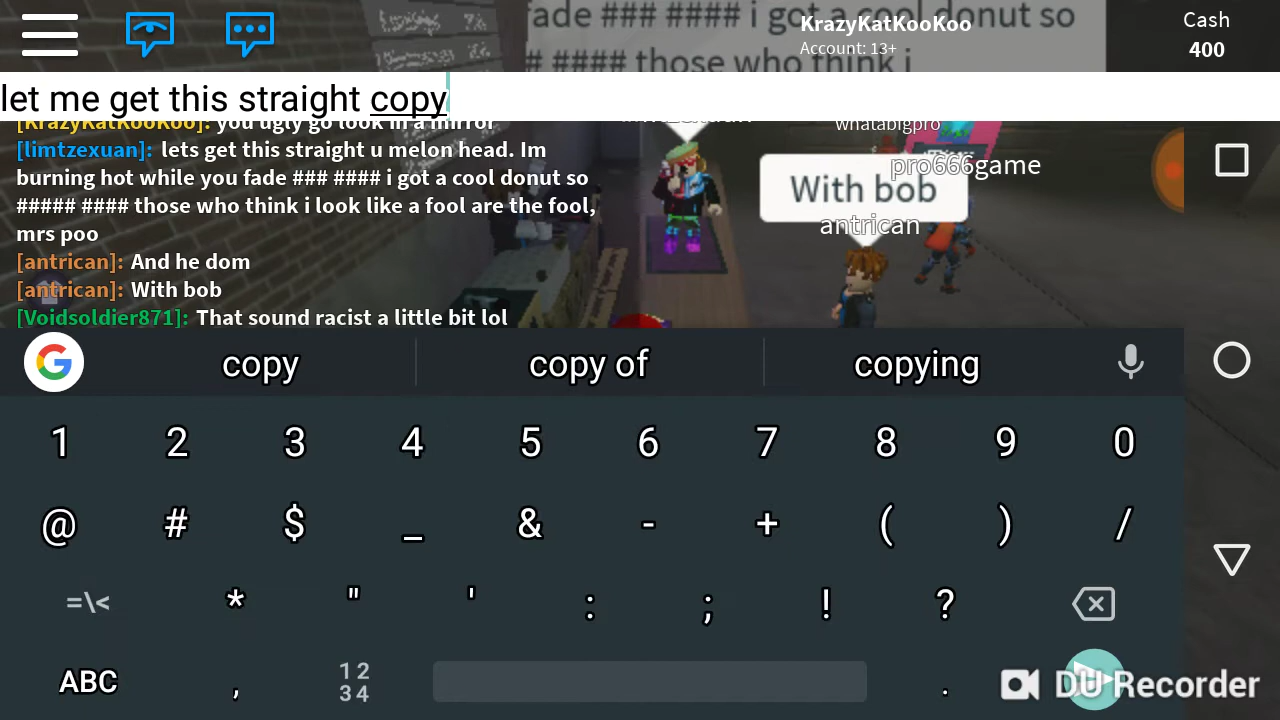 fade ### #### i got a cool donut so
# #### those who think i
KrazyKatKooKoo
Account: 13+
Cash
400
let me get this straight copy
[KrazyKatKooKoo]: you ugly go look in a mirror
[limtzexuan]: lets get this straight u melon head. Im
burning hot while you fade ### #### i got a cool donut so
##### #### those who think i look like a fool are the fool,
mrs poo
[antrican]: And he dom
[antrican]: With bob
[Voidsoldier871]: That sound racist a little bit lol
whatabigpro
pro666game
With bob
antrican
copy
copy of
copying
1 2 3 4 5 6 7 8 9 0
@ # $ _ & - + ( ) /
=\< * " ' : ; ! ?
ABC , 1 2 3 4 .
DU Recorder